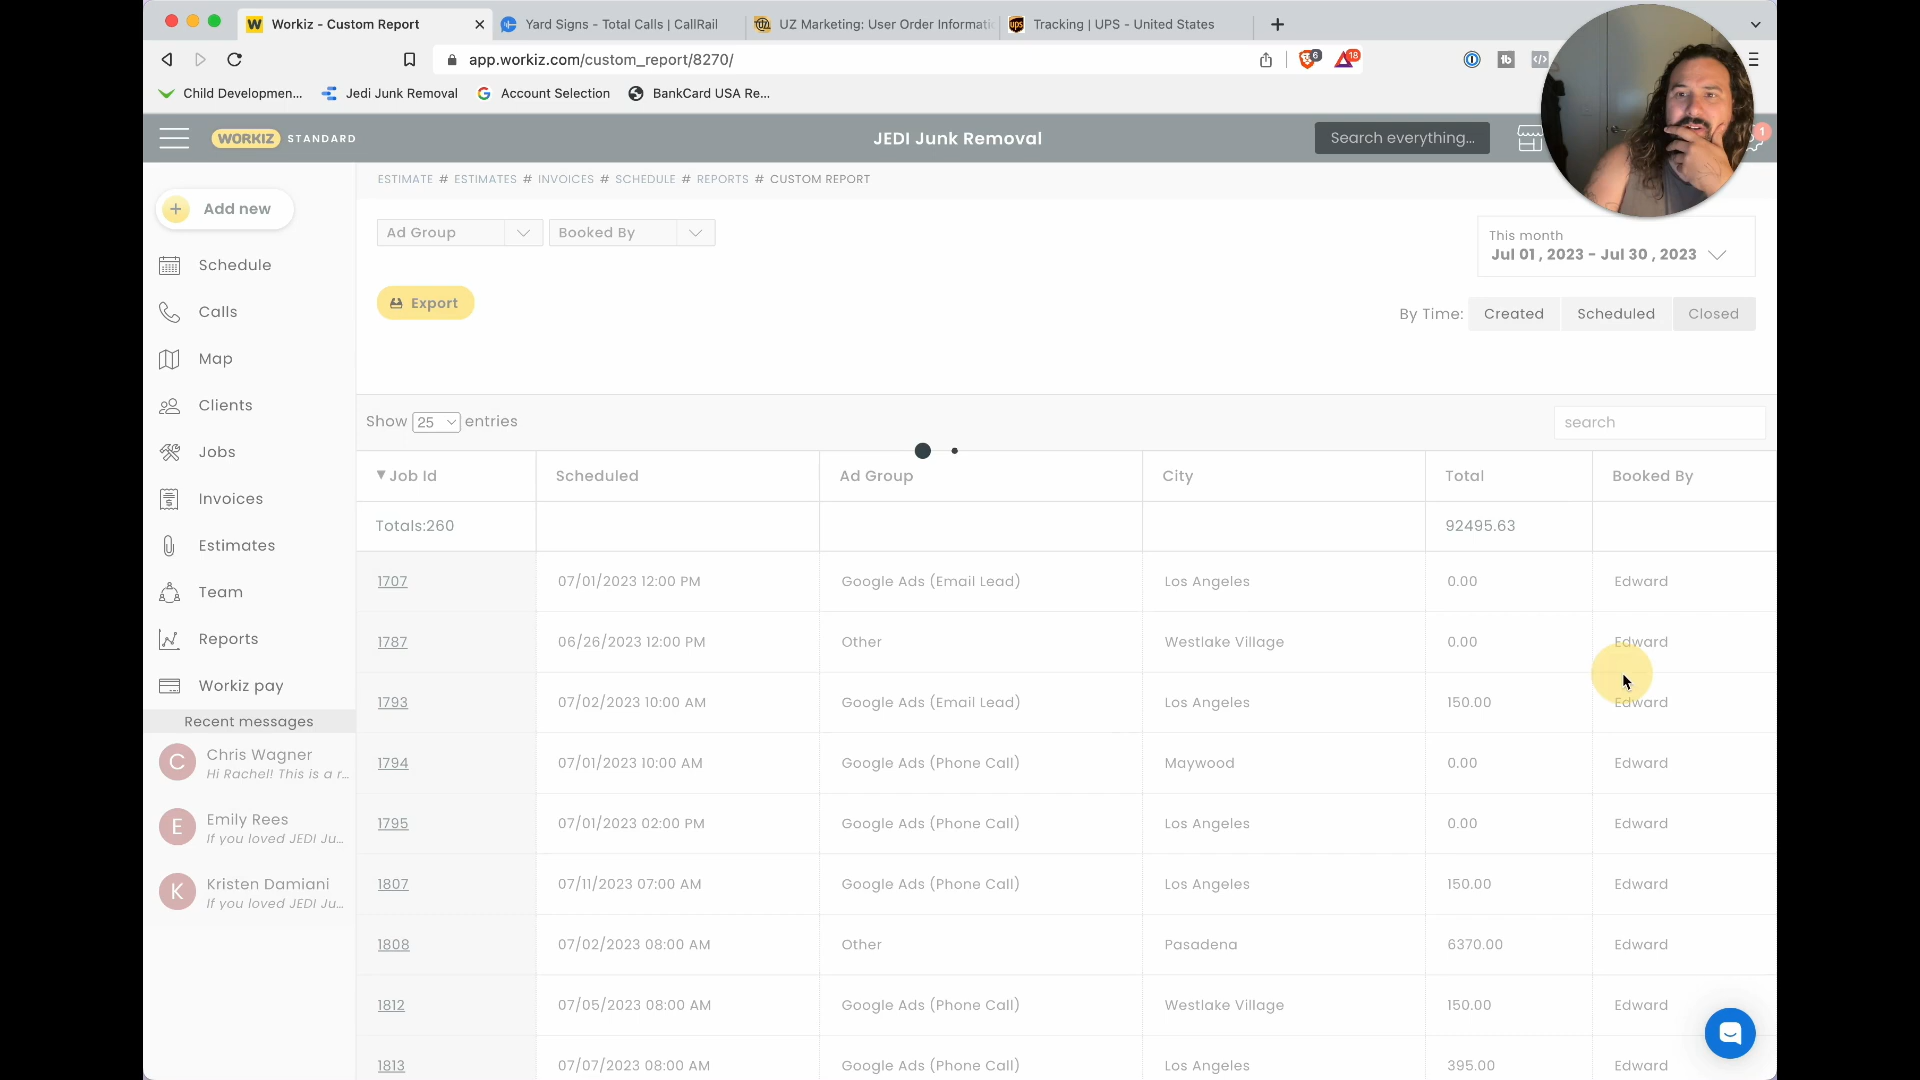 W Workiz - Custom Report
Yard Signs - Total Calls | CallRail
UZ Marketing: User Order Informati
Tracking | UPS - United States
app.workiz.com/custom_report/8270/
6
18
Child Developmen...
Jedi Junk Removal
Account Selection
BankCard USA Re...
WORKIZ STANDARD
JEDI Junk Removal
Search everything...
1
ESTIMATE # ESTIMATES # INVOICES # SCHEDULE # REPORTS # CUSTOM REPORT
+ Add new
Schedule
Calls
Map
Clients
Jobs
Invoices
Estimates
Team
Reports
Workiz pay
Recent messages
C Chris Wagner
Hi Rachel! This is a r...
E Emily Rees
If you loved JEDI Ju...
K Kristen Damiani
If you loved JEDI Ju...
Ad Group
Booked By
This month
Jul 01 , 2023 - Jul 30 , 2023
Export
By Time: Created Scheduled Closed
Show 25 entries
search
Job Id Scheduled Ad Group City Total Booked By
Totals:260 92495.63
1707 07/01/2023 12:00 PM Google Ads (Email Lead) Los Angeles 0.00 Edward
1787 06/26/2023 12:00 PM Other Westlake Village 0.00 Edward
1793 07/02/2023 10:00 AM Google Ads (Email Lead) Los Angeles 150.00 Edward
1794 07/01/2023 10:00 AM Google Ads (Phone Call) Maywood 0.00 Edward
1795 07/01/2023 02:00 PM Google Ads (Phone Call) Los Angeles 0.00 Edward
1807 07/11/2023 07:00 AM Google Ads (Phone Call) Los Angeles 150.00 Edward
1808 07/02/2023 08:00 AM Other Pasadena 6370.00 Edward
1812 07/05/2023 08:00 AM Google Ads (Phone Call) Westlake Village 150.00 Edward
1813 07/07/2023 08:00 AM Google Ads (Phone Call) Los Angeles 395.00 Edward